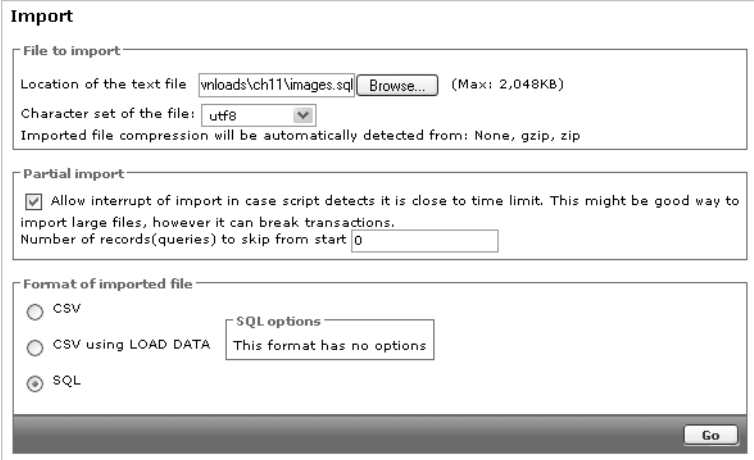 Import
File to import
Location of the text file vnloads\ch11\images.sql Browse... (Max: 2,048KB)
Character set of the file: utf8
Imported file compression will be automatically detected from: None, gzip, zip
Partial import
Allow interrupt of import in case script detects it is close to time limit. This might be good way to
import large files, however it can break transactions.
Number of records(queries) to skip from start 0
Format of imported file
CSV
SQL options
CSV using LOAD DATA
This format has no options
SQL
Go